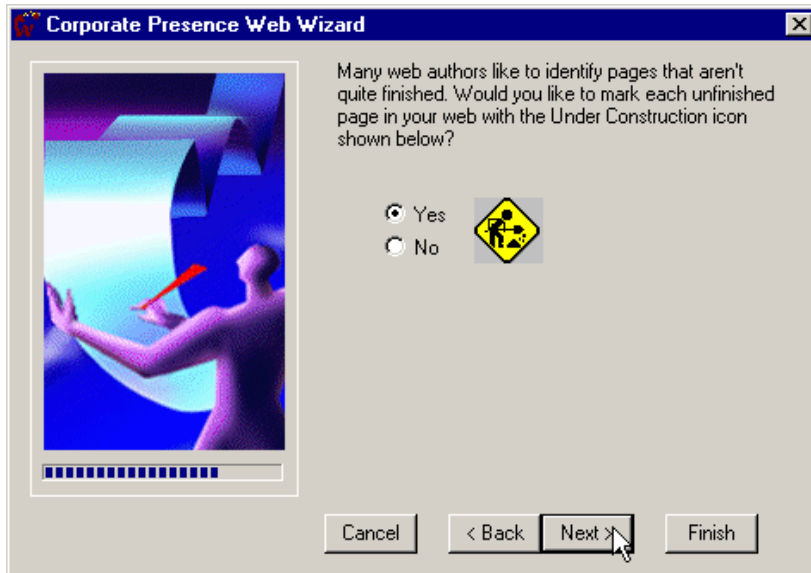 Corporate Presence Web Wizard
Many web authors like to identify pages that aren't
quite finished. Would you like to mark each unfinished
page in your web with the Under Construction icon
shown below?
Yes
No
Cancel
< Back
Next >
Finish